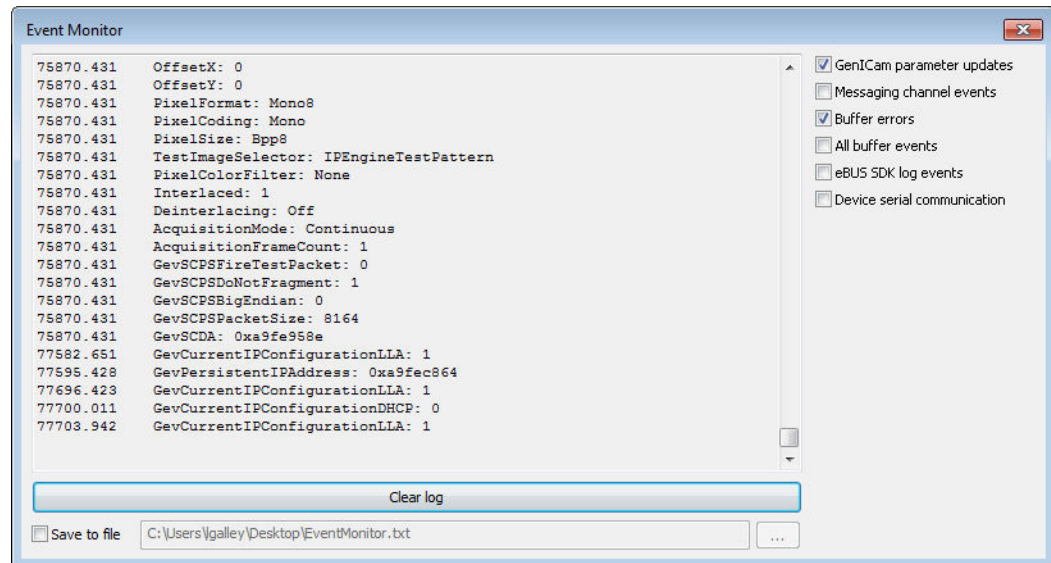 Event Monitor
75870.431 OffsetX: 0
75870.431 OffsetY: 0
75870.431 PixelFormat: Mono8
75870.431 PixelCoding: Mono
75870.431 PixelSize: Bpp8
75870.431 TestImageSelector: IPEngineTestPattern
75870.431 PixelColorFilter: None
75870.431 Interlaced: 1
75870.431 Deinterlacing: Off
75870.431 AcquisitionMode: Continuous
75870.431 AcquisitionFrameCount: 1
75870.431 GevSCPSFireTestPacket: 0
75870.431 GevSCPSDoNotFragment: 1
75870.431 GevSCPSBigEndian: 0
75870.431 GevSCPSPacketSize: 8164
75870.431 GevSCDA: 0xa9fe958e
77582.651 GevCurrentIPConfigurationLLA: 1
77595.428 GevPersistentIPAddress: 0xa9fec864
77696.423 GevCurrentIPConfigurationLLA: 1
77700.011 GevCurrentIPConfigurationDHCP: 0
77703.942 GevCurrentIPConfigurationLLA: 1
GenICam parameter updates
Messaging channel events
Buffer errors
All buffer events
eBUS SDK log events
Device serial communication
Clear log
Save to file C:\Users\lgalley\Desktop\EventMonitor.txt ...